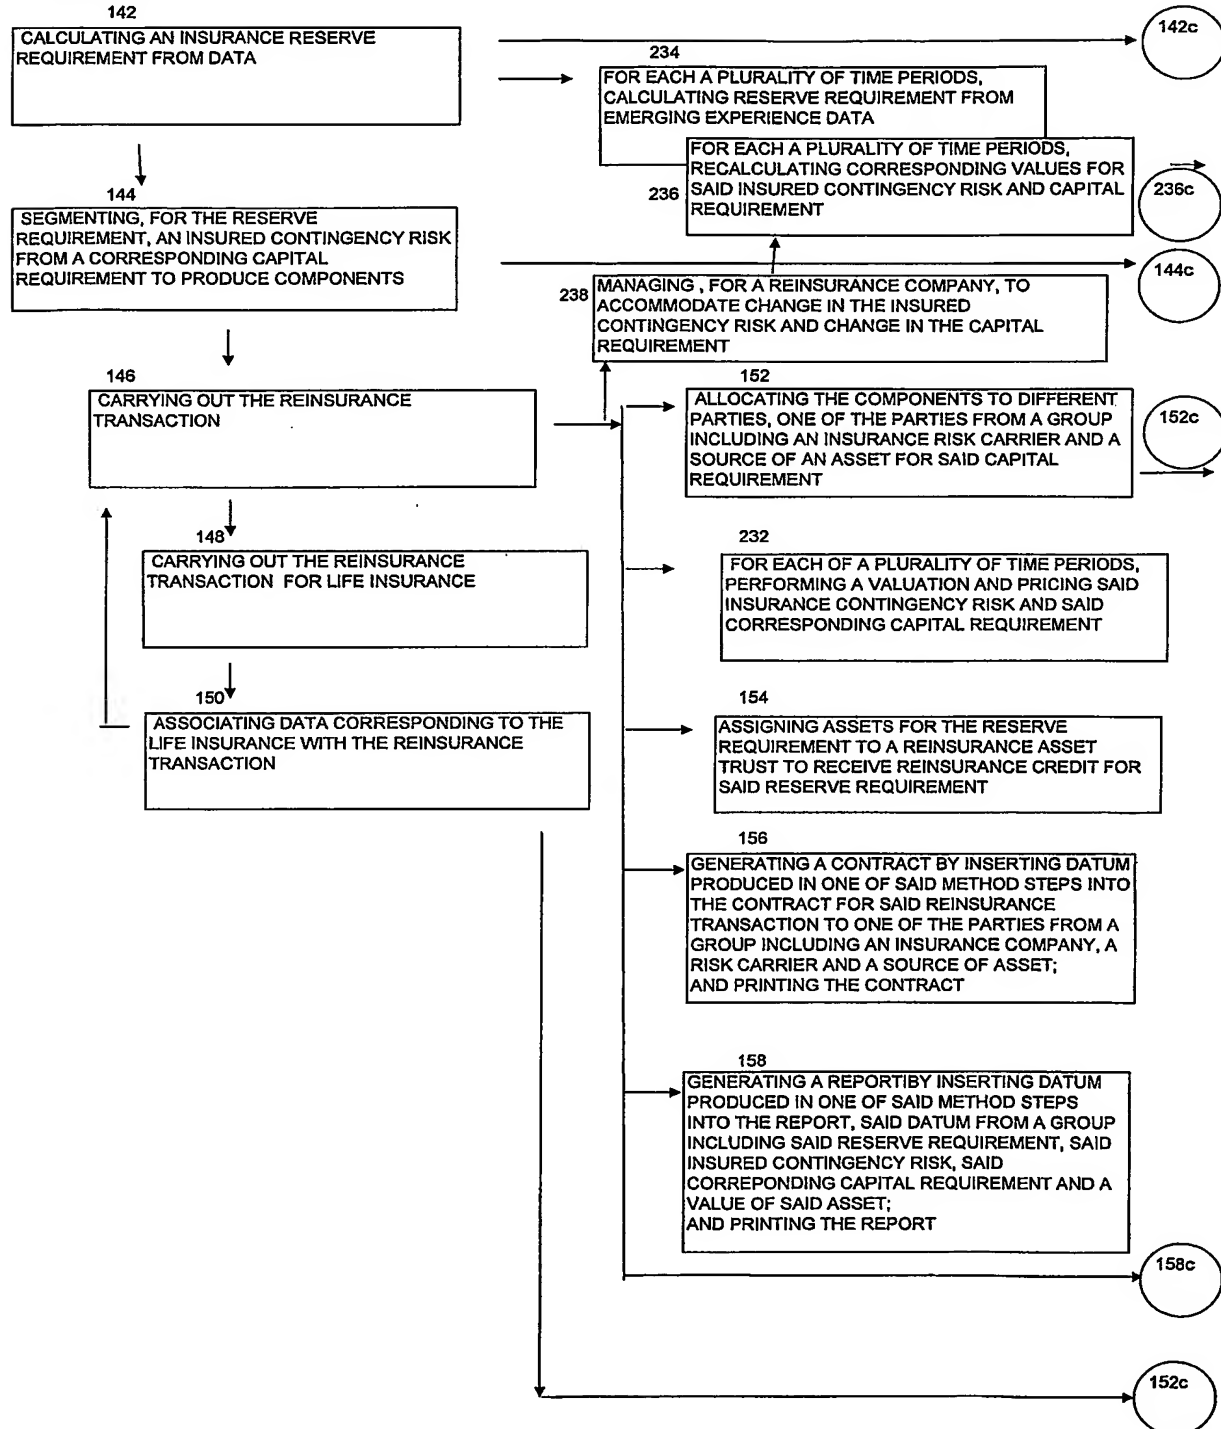 142
CALCULATING AN INSURANCE RESERVE
REQUIREMENT FROM DATA
142c
234
FOR EACH A PLURALITY OF TIME PERIODS,
CALCULATING RESERVE REQUIREMENT FROM
EMERGING EXPERIENCE DATA
FOR EACH A PLURALITY OF TIME PERIODS,
RECALCULATING CORRESPONDING VALUES FOR
SAID INSURED CONTINGENCY RISK AND CAPITAL
REQUIREMENT
236
236c
144
SEGMENTING, FOR THE RESERVE
REQUIREMENT, AN INSURED CONTINGENCY RISK
FROM A CORRESPONDING CAPITAL
REQUIREMENT TO PRODUCE COMPONENTS
144c
238
MANAGING , FOR A REINSURANCE COMPANY, TO
ACCOMMODATE CHANGE IN THE INSURED
CONTINGENCY RISK AND CHANGE IN THE CAPITAL
REQUIREMENT
146
CARRYING OUT THE REINSURANCE
TRANSACTION
152
ALLOCATING THE COMPONENTS TO DIFFERENT
PARTIES, ONE OF THE PARTIES FROM A GROUP
INCLUDING AN INSURANCE RISK CARRIER AND A
SOURCE OF AN ASSET FOR SAID CAPITAL
REQUIREMENT
152c
148
CARRYING OUT THE REINSURANCE
TRANSACTION FOR LIFE INSURANCE
232
FOR EACH OF A PLURALITY OF TIME PERIODS,
PERFORMING A VALUATION AND PRICING SAID
INSURANCE CONTINGENCY RISK AND SAID
CORRESPONDING CAPITAL REQUIREMENT
150
ASSOCIATING DATA CORRESPONDING TO THE
LIFE INSURANCE WITH THE REINSURANCE
TRANSACTION
154
ASSIGNING ASSETS FOR THE RESERVE
REQUIREMENT TO A REINSURANCE ASSET
TRUST TO RECEIVE REINSURANCE CREDIT FOR
SAID RESERVE REQUIREMENT
156
GENERATING A CONTRACT BY INSERTING DATUM
PRODUCED IN ONE OF SAID METHOD STEPS INTO
THE CONTRACT FOR SAID REINSURANCE
TRANSACTION TO ONE OF THE PARTIES FROM A
GROUP INCLUDING AN INSURANCE COMPANY, A
RISK CARRIER AND A SOURCE OF ASSET;
AND PRINTING THE CONTRACT
158
GENERATING A REPORTIBY INSERTING DATUM
PRODUCED IN ONE OF SAID METHOD STEPS
INTO THE REPORT, SAID DATUM FROM A GROUP
INCLUDING SAID RESERVE REQUIREMENT, SAID
INSURED CONTINGENCY RISK, SAID
CORREPONDING CAPITAL REQUIREMENT AND A
VALUE OF SAID ASSET;
AND PRINTING THE REPORT
158c
152c